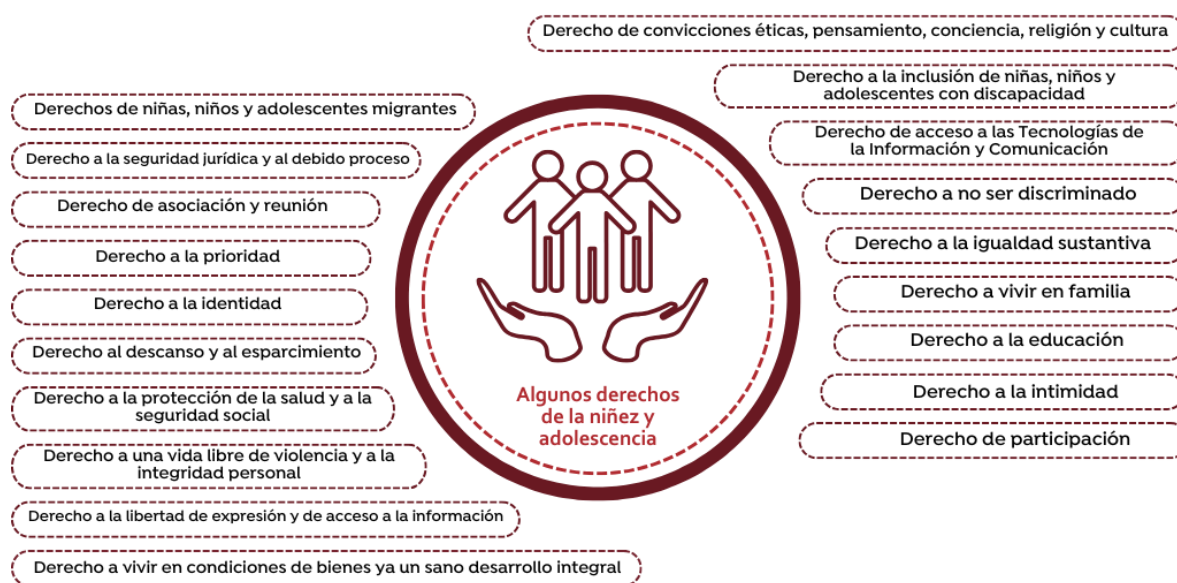 Derecho de convicciones éticas, pensamiento, conciencia, religión y cultura
Derecho a la inclusión de niñas, niños y
adolescentes con discapacidad
Derecho de acceso a las Tecnologías de
la Información y Comunicación
Derecho a no ser discriminado
Derecho a la igualdad sustantiva
Derecho a vivir en familia
Derecho a la educación
Derecho a la intimidad
Derecho de participación
Derechos de niñas, niños y adolescentes migrantes
Derecho a la seguridad jurídica y al debido proceso
Derecho de asociación y reunión
Derecho a la prioridad
Derecho a la identidad
Derecho al descanso y al esparcimiento
Derecho a la protección de la salud y a la
seguridad social
Derecho a una vida libre de violencia y a la
integridad personal
Derecho a la libertad de expresión y de acceso a la información
Derecho a vivir en condiciones de bienes ya un sano desarrollo integral
Algunos derechos
de la niñez y
adolescencia